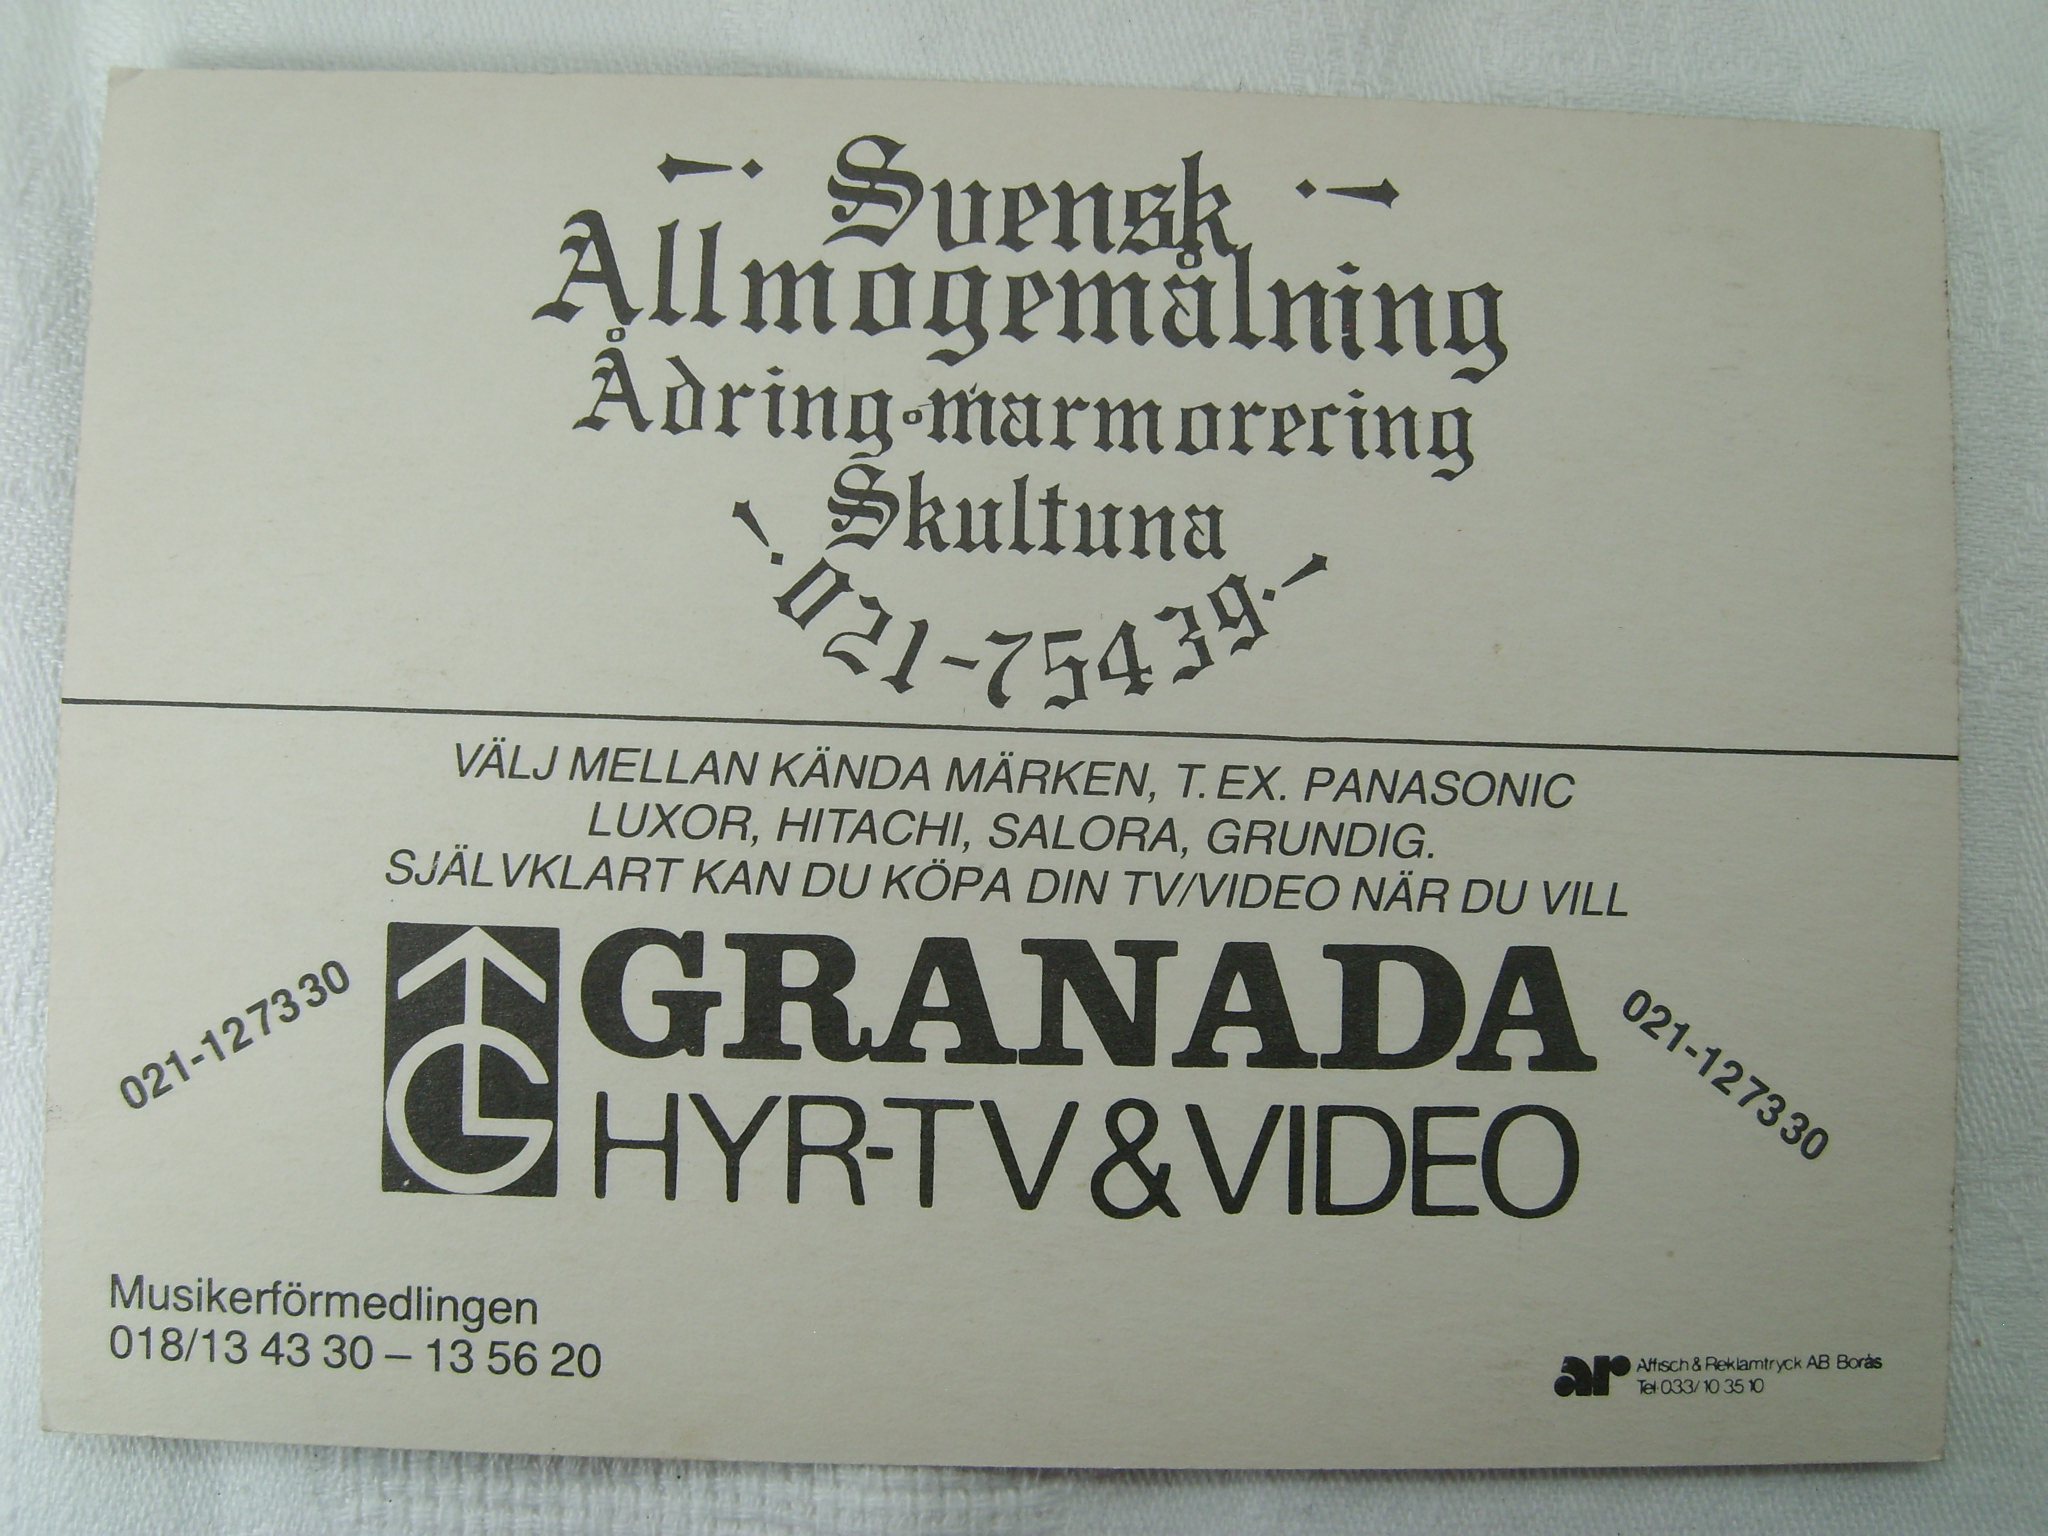 Svensk
Allmogemålning
Ådring·marmorering
Skultuna
021-75439
VÄLJ MELLAN KÄNDA MÄRKEN, T. EX. PANASONIC
LUXOR, HITACHI, SALORA, GRUNDIG.
SJÄLVKLART KAN DU KÖPA DIN TV/VIDEO NÄR DU VILL
021-127330
GRANADA
021-127330
HYR-TV & VIDEO
Musikerförmedlingen
018/13 43 30 – 13 56 20
ar Affisch & Reklamtryck AB Borås
Tel 033/10 35 10